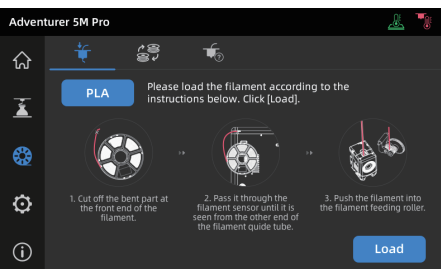 Adventurer 5M Pro
PLA
Please load the filament according to the
instructions below. Click [Load].
1. Cut off the bent part at
the front end of the
filament.
2. Pass it through the
filament sensor until it is
seen from the other end of
the filament guide tube.
3. Push the filament into
the filament feeding roller.
Load